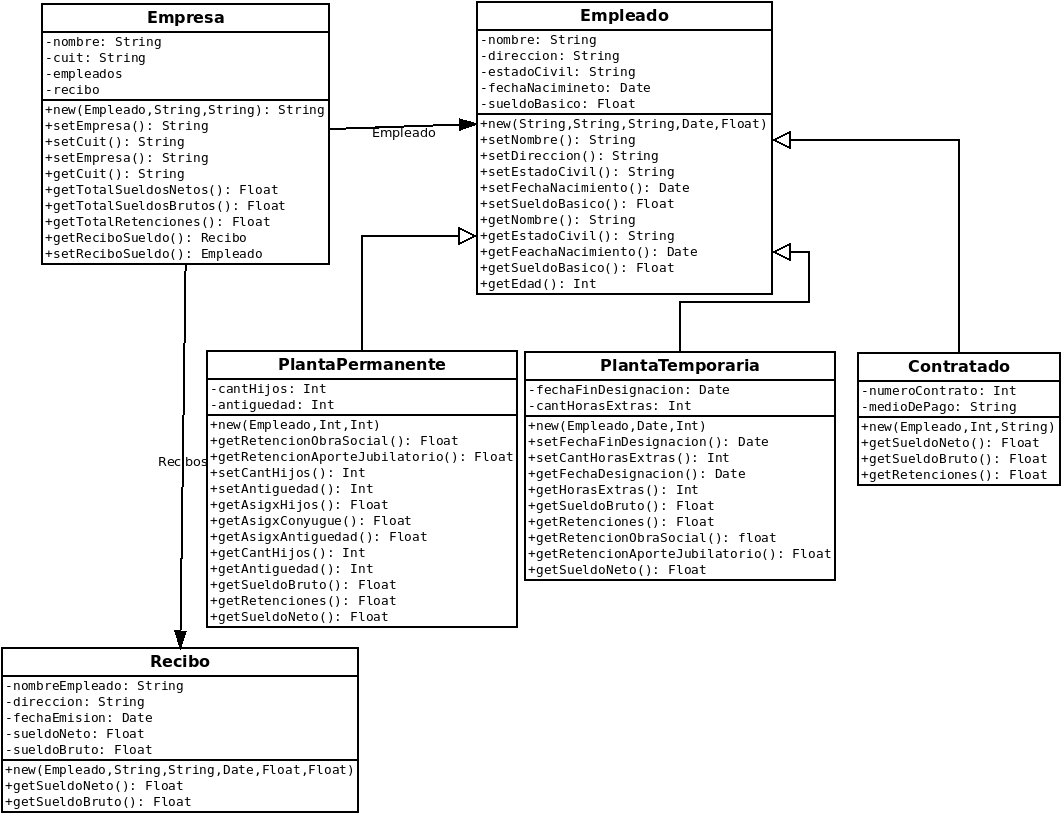 Empresa
-nombre: String
-cuit: String
-empleados
-recibo
+new(Empleado,String,String): String
+setEmpresa(): String
+setCuit(): String
+setEmpresa(): String
+getCuit(): String
+getTotalSueldosNetos(): Float
+getTotalSueldosBrutos(): Float
+getTotalRetenciones(): Float
+getReciboSueldo(): Recibo
+setReciboSueldo(): Empleado
Empleado
Empleado
-nombre: String
-direccion: String
-estadoCivil: String
-fechaNacimineto: Date
-sueldoBasico: Float
+new(String,String,String,Date,Float)
+setNombre(): String
+setDireccion(): String
+setEstadoCivil(): String
+setFechaNacimiento(): Date
+setSueldoBasico(): Float
+getNombre(): String
+getEstadoCivil(): String
+getFeachaNacimiento(): Date
+getSueldoBasico(): Float
+getEdad(): Int
PlantaPermanente
-cantHijos: Int
-antiguedad: Int
+new(Empleado,Int,Int)
+getRetencionObraSocial(): Float
+getRetencionAporteJubilatorio(): Float
+setCantHijos(): Int
+setAntiguedad(): Int
+getAsigxHijos(): Float
+getAsigxConyugue(): Float
+getAsigxAntiguedad(): Float
+getCantHijos(): Int
+getAntiguedad(): Int
+getSueldoBruto(): Float
+getRetenciones(): Float
+getSueldoNeto(): Float
PlantaTemporaria
-fechaFinDesignacion: Date
-cantHorasExtras: Int
+new(Empleado,Date,Int)
+setFechaFinDesignacion(): Date
+setCantHorasExtras(): Int
+getFechaDesignacion(): Date
+getHorasExtras(): Int
+getSueldoBruto(): Float
+getRetenciones(): Float
+getRetencionObraSocial(): float
+getRetencionAporteJubilatorio(): Float
+getSueldoNeto(): Float
Contratado
-numeroContrato: Int
-medioDePago: String
+new(Empleado,Int,String)
+getSueldoNeto(): Float
+getSueldoBruto(): Float
+getRetenciones(): Float
Recibos
Recibo
-nombreEmpleado: String
-direccion: String
-fechaEmision: Date
-sueldoNeto: Float
-sueldoBruto: Float
+new(Empleado,String,String,Date,Float,Float)
+getSueldoNeto(): Float
+getSueldoBruto(): Float